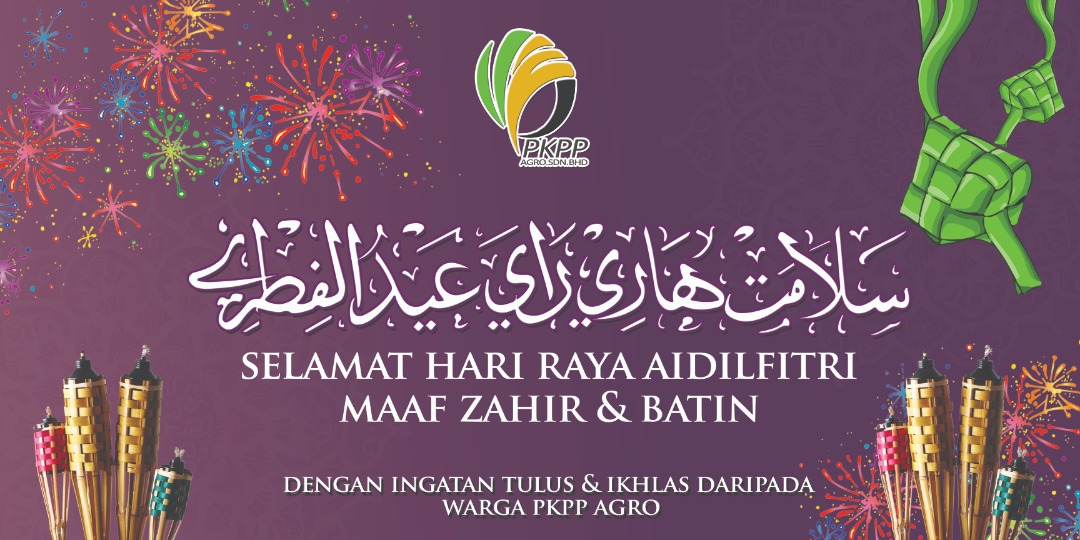 PKPP
AGRO.SDN.BHD
سلامت هاري راي عيدالفطري
SELAMAT HARI RAYA AIDILFITRI
MAAF ZAHIR & BATIN
DENGAN INGATAN TULUS & IKHLAS DARIPADA
WARGA PKPP AGRO